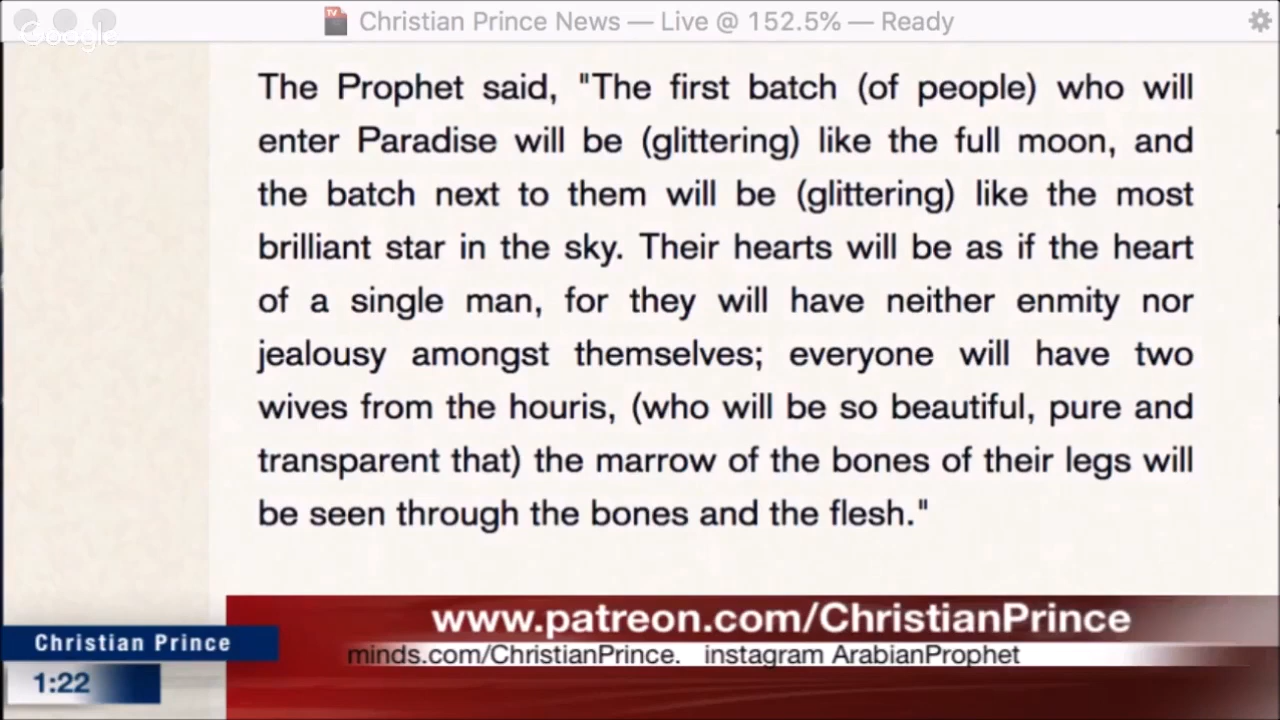 Christian Prince News — Live @ 152.5% — Ready
Google
The Prophet said, "The first batch (of people) who will
enter Paradise will be (glittering) like the full moon, and
the batch next to them will be (glittering) like the most
brilliant star in the sky. Their hearts will be as if the heart
of a single man, for they will have neither enmity nor
jealousy amongst themselves; everyone will have two
wives from the houris, (who will be so beautiful, pure and
transparent that) the marrow of the bones of their legs will
be seen through the bones and the flesh."
www.patreon.com/ChristianPrince
Christian Prince
minds.com/ChristianPrince. instagram ArabianProphet
1:22